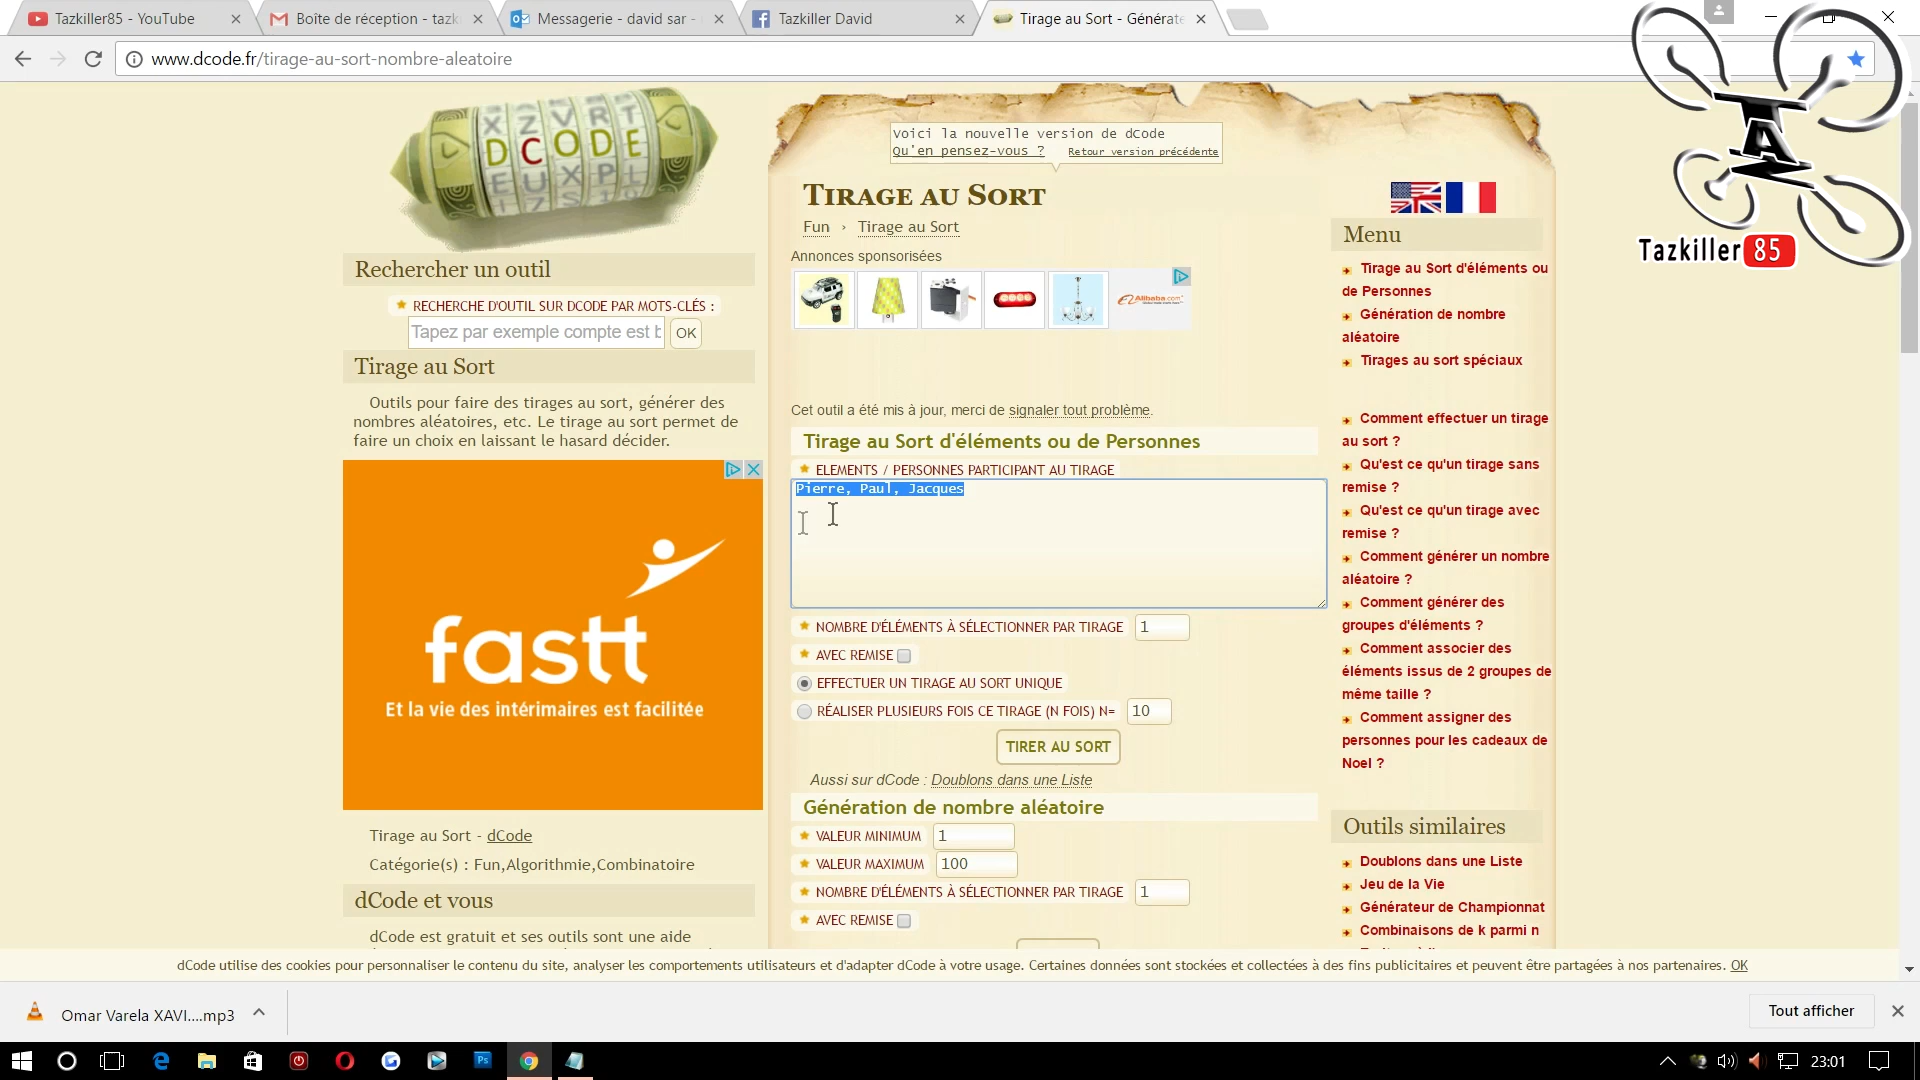 Tazkiller85 - YouTube
Boîte de réception - tazk
Messagerie - david sar -
Tazkiller David
Tirage au Sort - Générate
www.dcode.fr/tirage-au-sort-nombre-aleatoire
DCODE
Voici la nouvelle version de dCode
Qu'en pensez-vous ? Retour version précédente
TIRAGE AU SORT
Fun › Tirage au Sort
Annonces sponsorisées
Alibaba.com
Tazkiller 85
Rechercher un outil
RECHERCHE D'OUTIL SUR DCODE PAR MOTS-CLÉS :
Tapez par exemple compte est b
OK
Tirage au Sort
Outils pour faire des tirages au sort, générer des
nombres aléatoires, etc. Le tirage au sort permet de
faire un choix en laissant le hasard décider.
fastt
Et la vie des intérimaires est facilitée
Tirage au Sort - dCode
Catégorie(s) : Fun,Algorithmie,Combinatoire
dCode et vous
dCode est gratuit et ses outils sont une aide
Cet outil a été mis à jour, merci de signaler tout problème.
Tirage au Sort d'éléments ou de Personnes
ELEMENTS / PERSONNES PARTICIPANT AU TIRAGE
Pierre, Paul, Jacques
NOMBRE D'ÉLÉMENTS À SÉLECTIONNER PAR TIRAGE 1
AVEC REMISE
EFFECTUER UN TIRAGE AU SORT UNIQUE
RÉALISER PLUSIEURS FOIS CE TIRAGE (N FOIS) N= 10
TIRER AU SORT
Aussi sur dCode : Doublons dans une Liste
Génération de nombre aléatoire
VALEUR MINIMUM 1
VALEUR MAXIMUM 100
NOMBRE D'ÉLÉMENTS À SÉLECTIONNER PAR TIRAGE 1
AVEC REMISE
Menu
Tirage au Sort d'éléments ou
de Personnes
Génération de nombre
aléatoire
Tirages au sort spéciaux
Comment effectuer un tirage
au sort ?
Qu'est ce qu'un tirage sans
remise ?
Qu'est ce qu'un tirage avec
remise ?
Comment générer un nombre
aléatoire ?
Comment générer des
groupes d'éléments ?
Comment associer des
éléments issus de 2 groupes de
même taille ?
Comment assigner des
personnes pour les cadeaux de
Noel ?
Outils similaires
Doublons dans une Liste
Jeu de la Vie
Générateur de Championnat
Combinaisons de k parmi n
dCode utilise des cookies pour personnaliser le contenu du site, analyser les comportements utilisateurs et d'adapter dCode à votre usage. Certaines données sont stockées et collectées à des fins publicitaires et peuvent être partagées à nos partenaires. OK
Omar Varela XAVI....mp3
Tout afficher
23:01